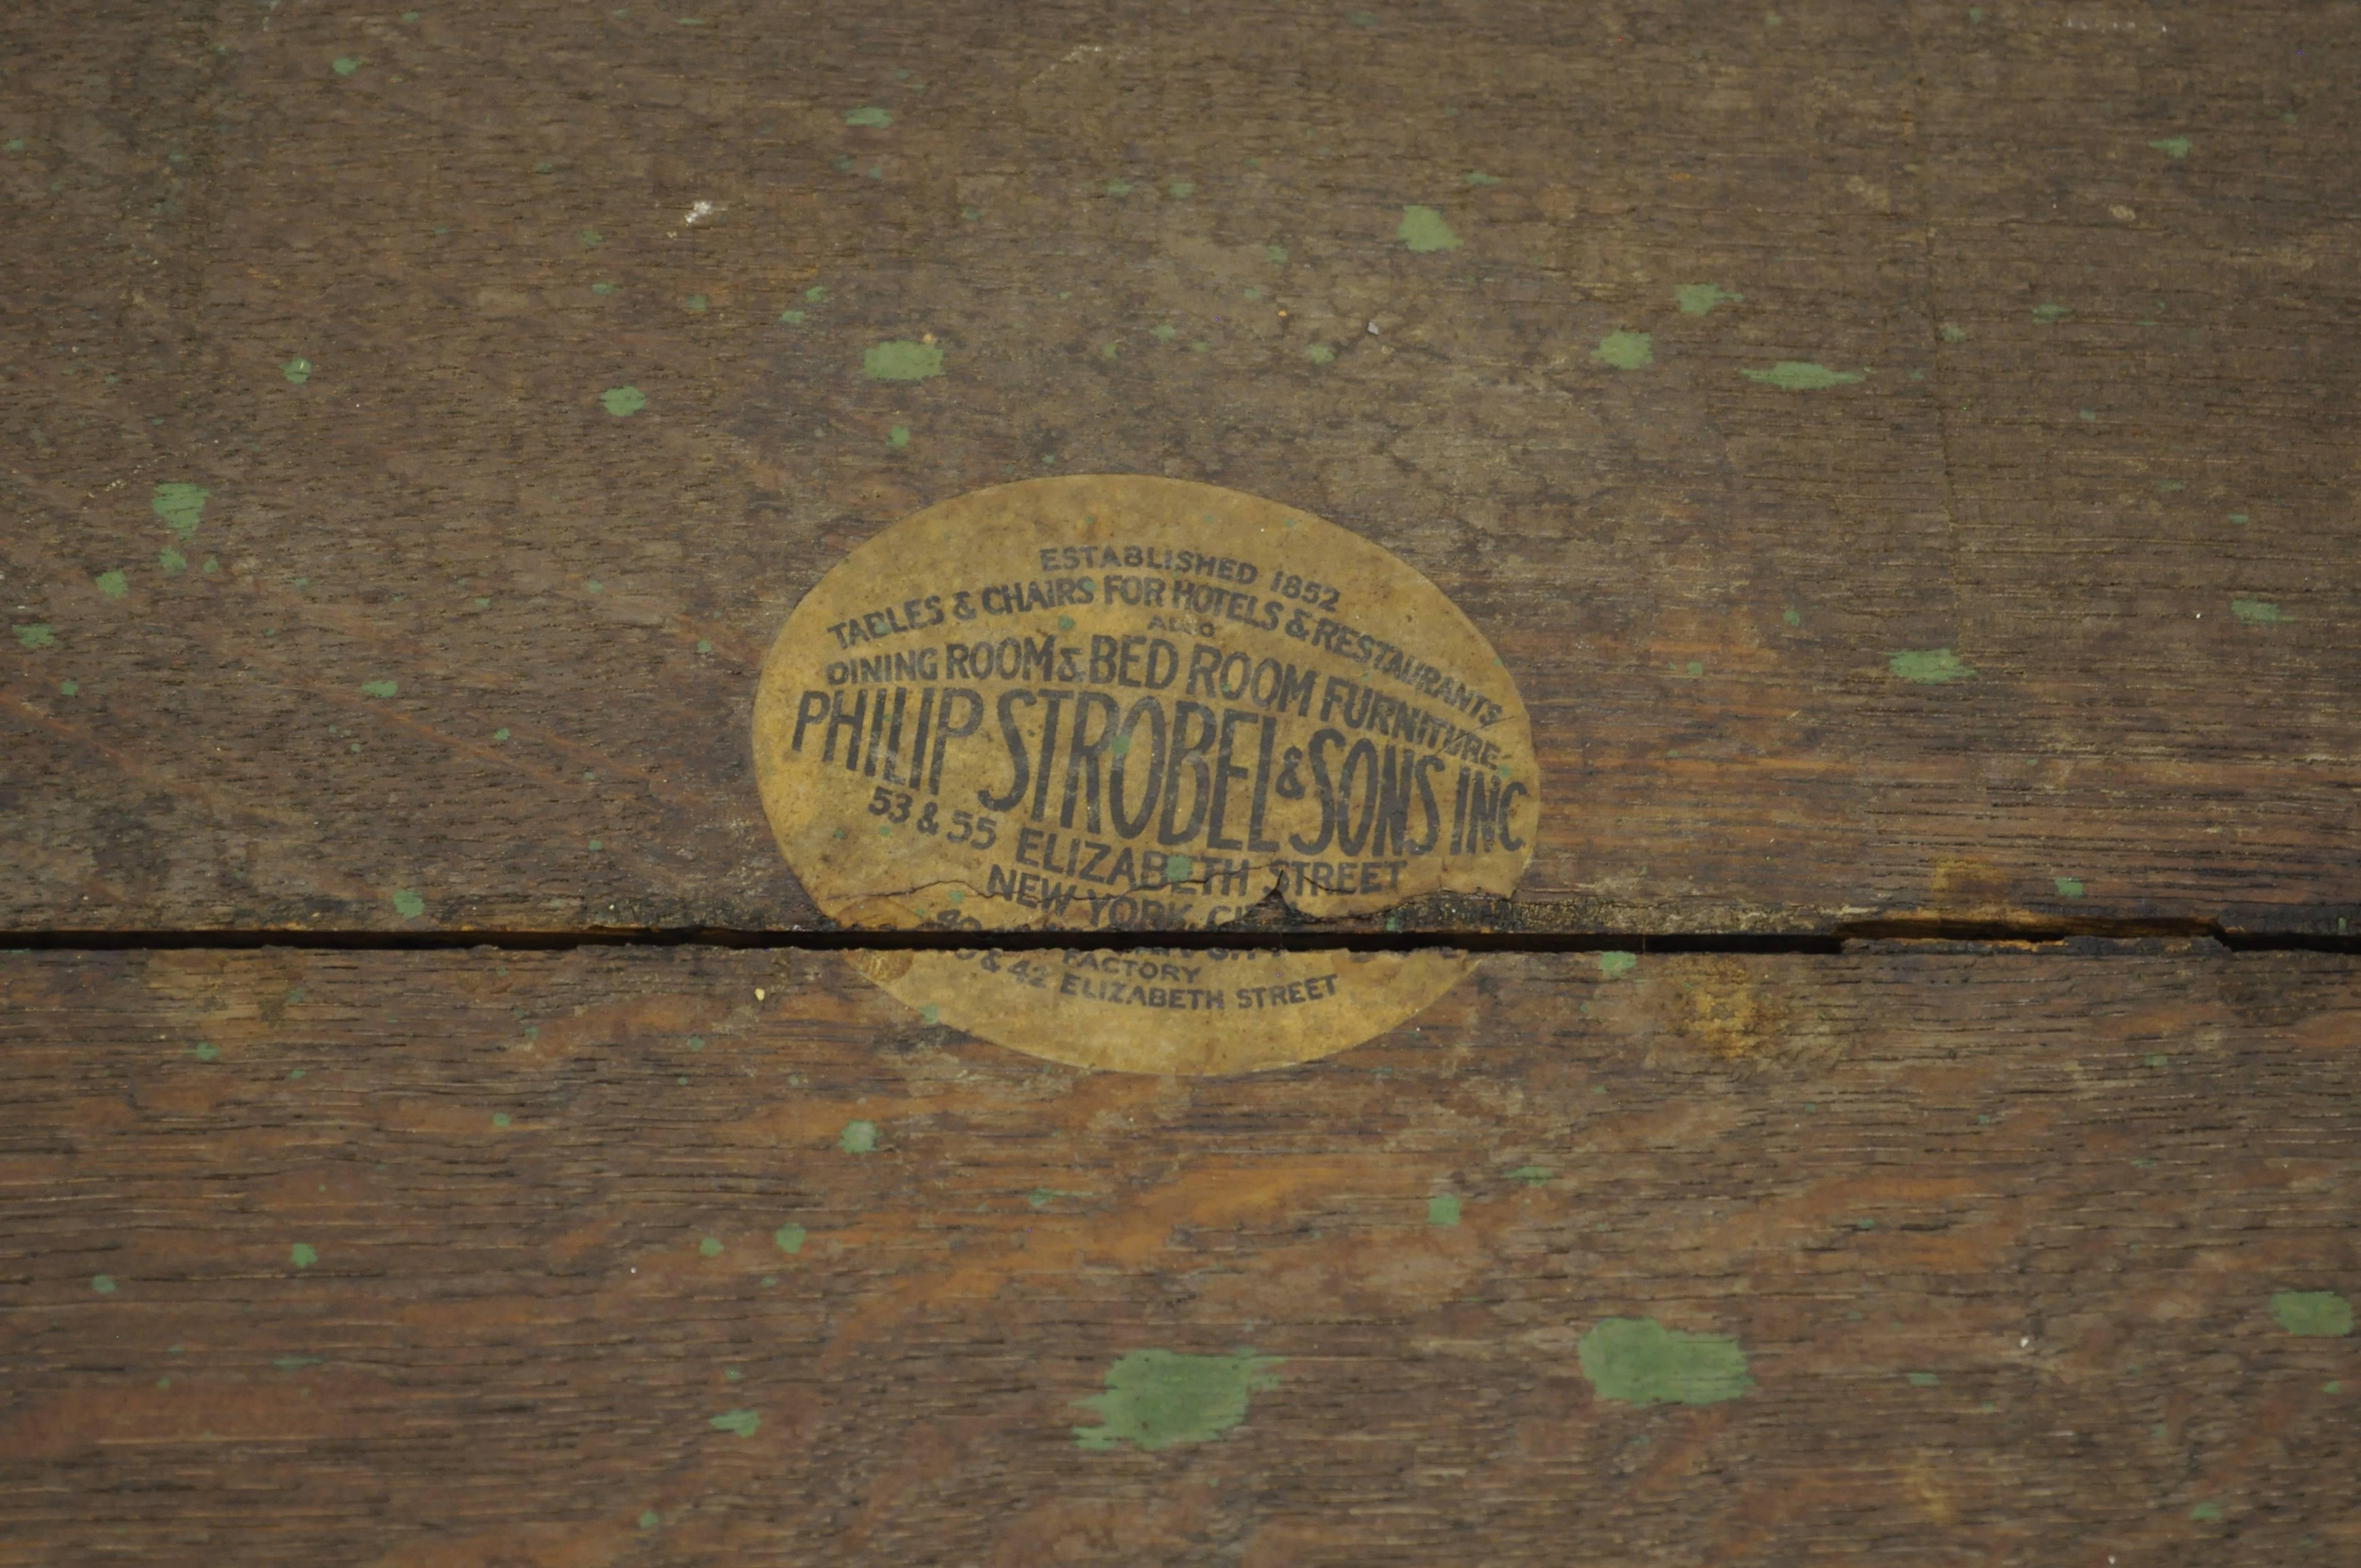 ESTABLISHED 1852
TABLES & CHAIRS FOR HOTELS & RESTAURANTS
ALSO
DINING ROOM & BED ROOM FURNITURE
PHILIP STROBEL & SONS INC
53 & 55 ELIZABETH STREET
NEW YORK
FACTORY
40 & 42 ELIZABETH STREET